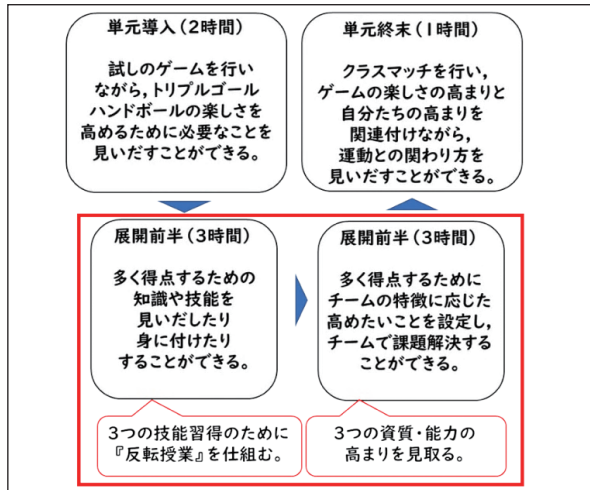 単元導入(2時間)
試しのゲームを行い
ながら,トリプルゴール
ハンドボールの楽しさを
高めるために必要なことを
見いだすことができる。
単元終末(1時間)
クラスマッチを行い,
ゲームの楽しさの高まりと
自分たちの高まりを
関連付けながら,
運動との関わり方を
見いだすことができる。
展開前半(3時間)
多く得点するための
知識や技能を
見いだしたり
身に付けたり
することができる。
展開前半(3時間)
多く得点するために
チームの特徴に応じた
高めたいことを設定し,
チームで課題解決する
ことができる。
3つの技能習得のために
『反転授業』を仕組む。
3つの資質・能力の
高まりを見取る。